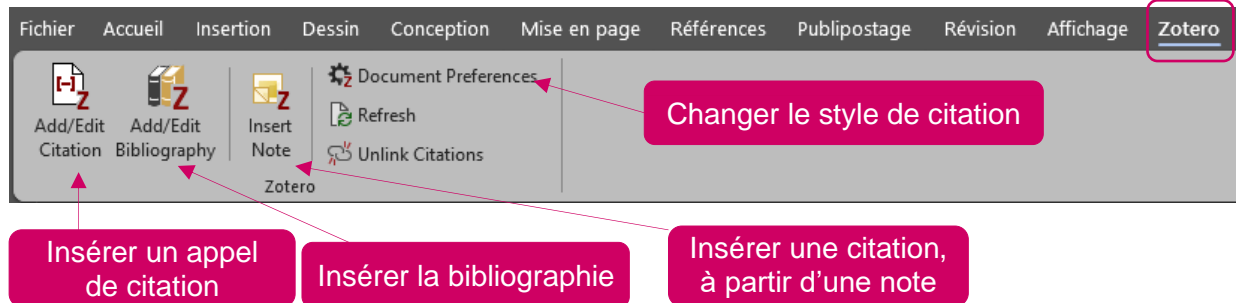 Fichier Accueil Insertion Dessin Conception Mise en page Références Publipostage Révision Affichage Zotero
Add/Edit Citation
Add/Edit Bibliography
Insert Note
Document Preferences
Refresh
Unlink Citations
Zotero
Changer le style de citation
Insérer un appel
de citation
Insérer la bibliographie
Insérer une citation,
à partir d'une note